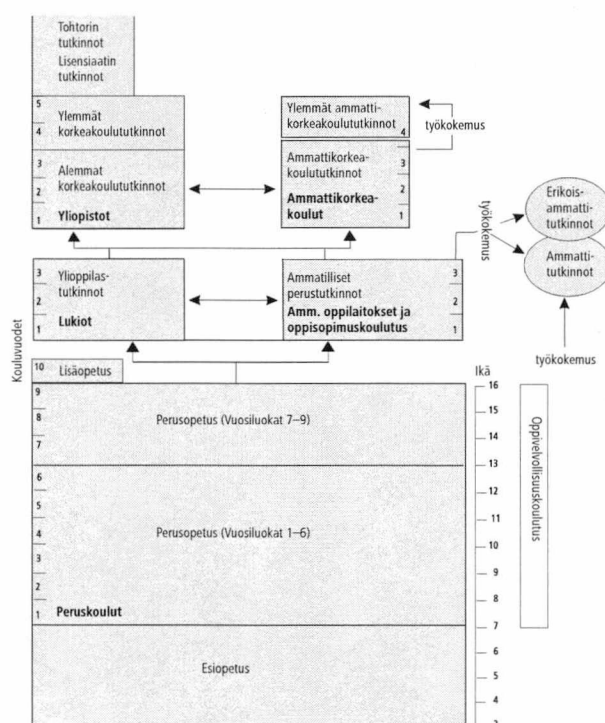 Tohtorin
tutkinnot
Lisensiaatin
tutkinnot
5
4
Ylemmät
korkeakoulututkinnot
3
2
1
Alemmat
korkeakoulututkinnot
Yliopistot
Ylemmät ammatti-
korkeakoulututkinnot
4
työkokemus
Ammattikorkea-
koulututkinnot
Ammattikorkea-
koulut
3
2
1
työkokemus
Erikois-
ammatti-
tutkinnot
Ammatti-
tutkinnot
työkokemus
3
2
1
Ylioppilas-
tutkinnot
Lukiot
Ammatilliset
perustutkinnot
Amm. oppilaitokset ja
oppisopimuskoulutus
3
2
1
Kouluvuodet
10 Lisäopetus
9
8
7
Perusopetus (Vuosiluokat 7–9)
6
5
4
3
2
1
Perusopetus (Vuosiluokat 1–6)
Peruskoulut
Esiopetus
Ikä
16
15
14
13
12
11
10
9
8
7
6
5
4
Oppivelvollisuuskoulutus